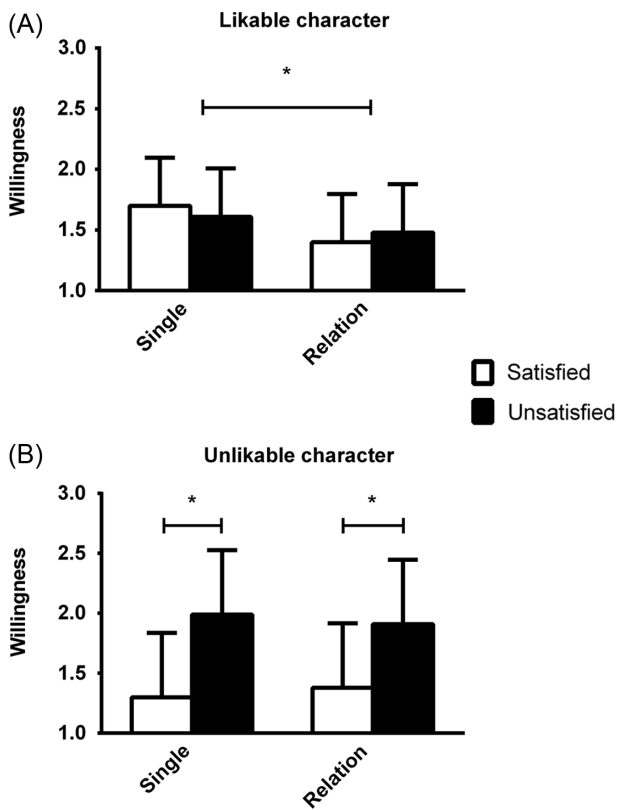 (A)
Likable character
Willingness
3.0
2.5
2.0
1.5
1.0
*
Single
Relation
Satisfied
Unsatisfied
(B)
Unlikable character
Willingness
3.0
2.5
2.0
1.5
1.0
*
*
Single
Relation